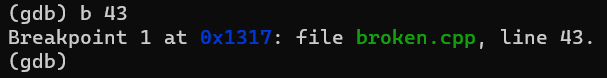 (gdb) b 43
Breakpoint 1 at 0x1317: file broken.cpp, line 43.
(gdb)